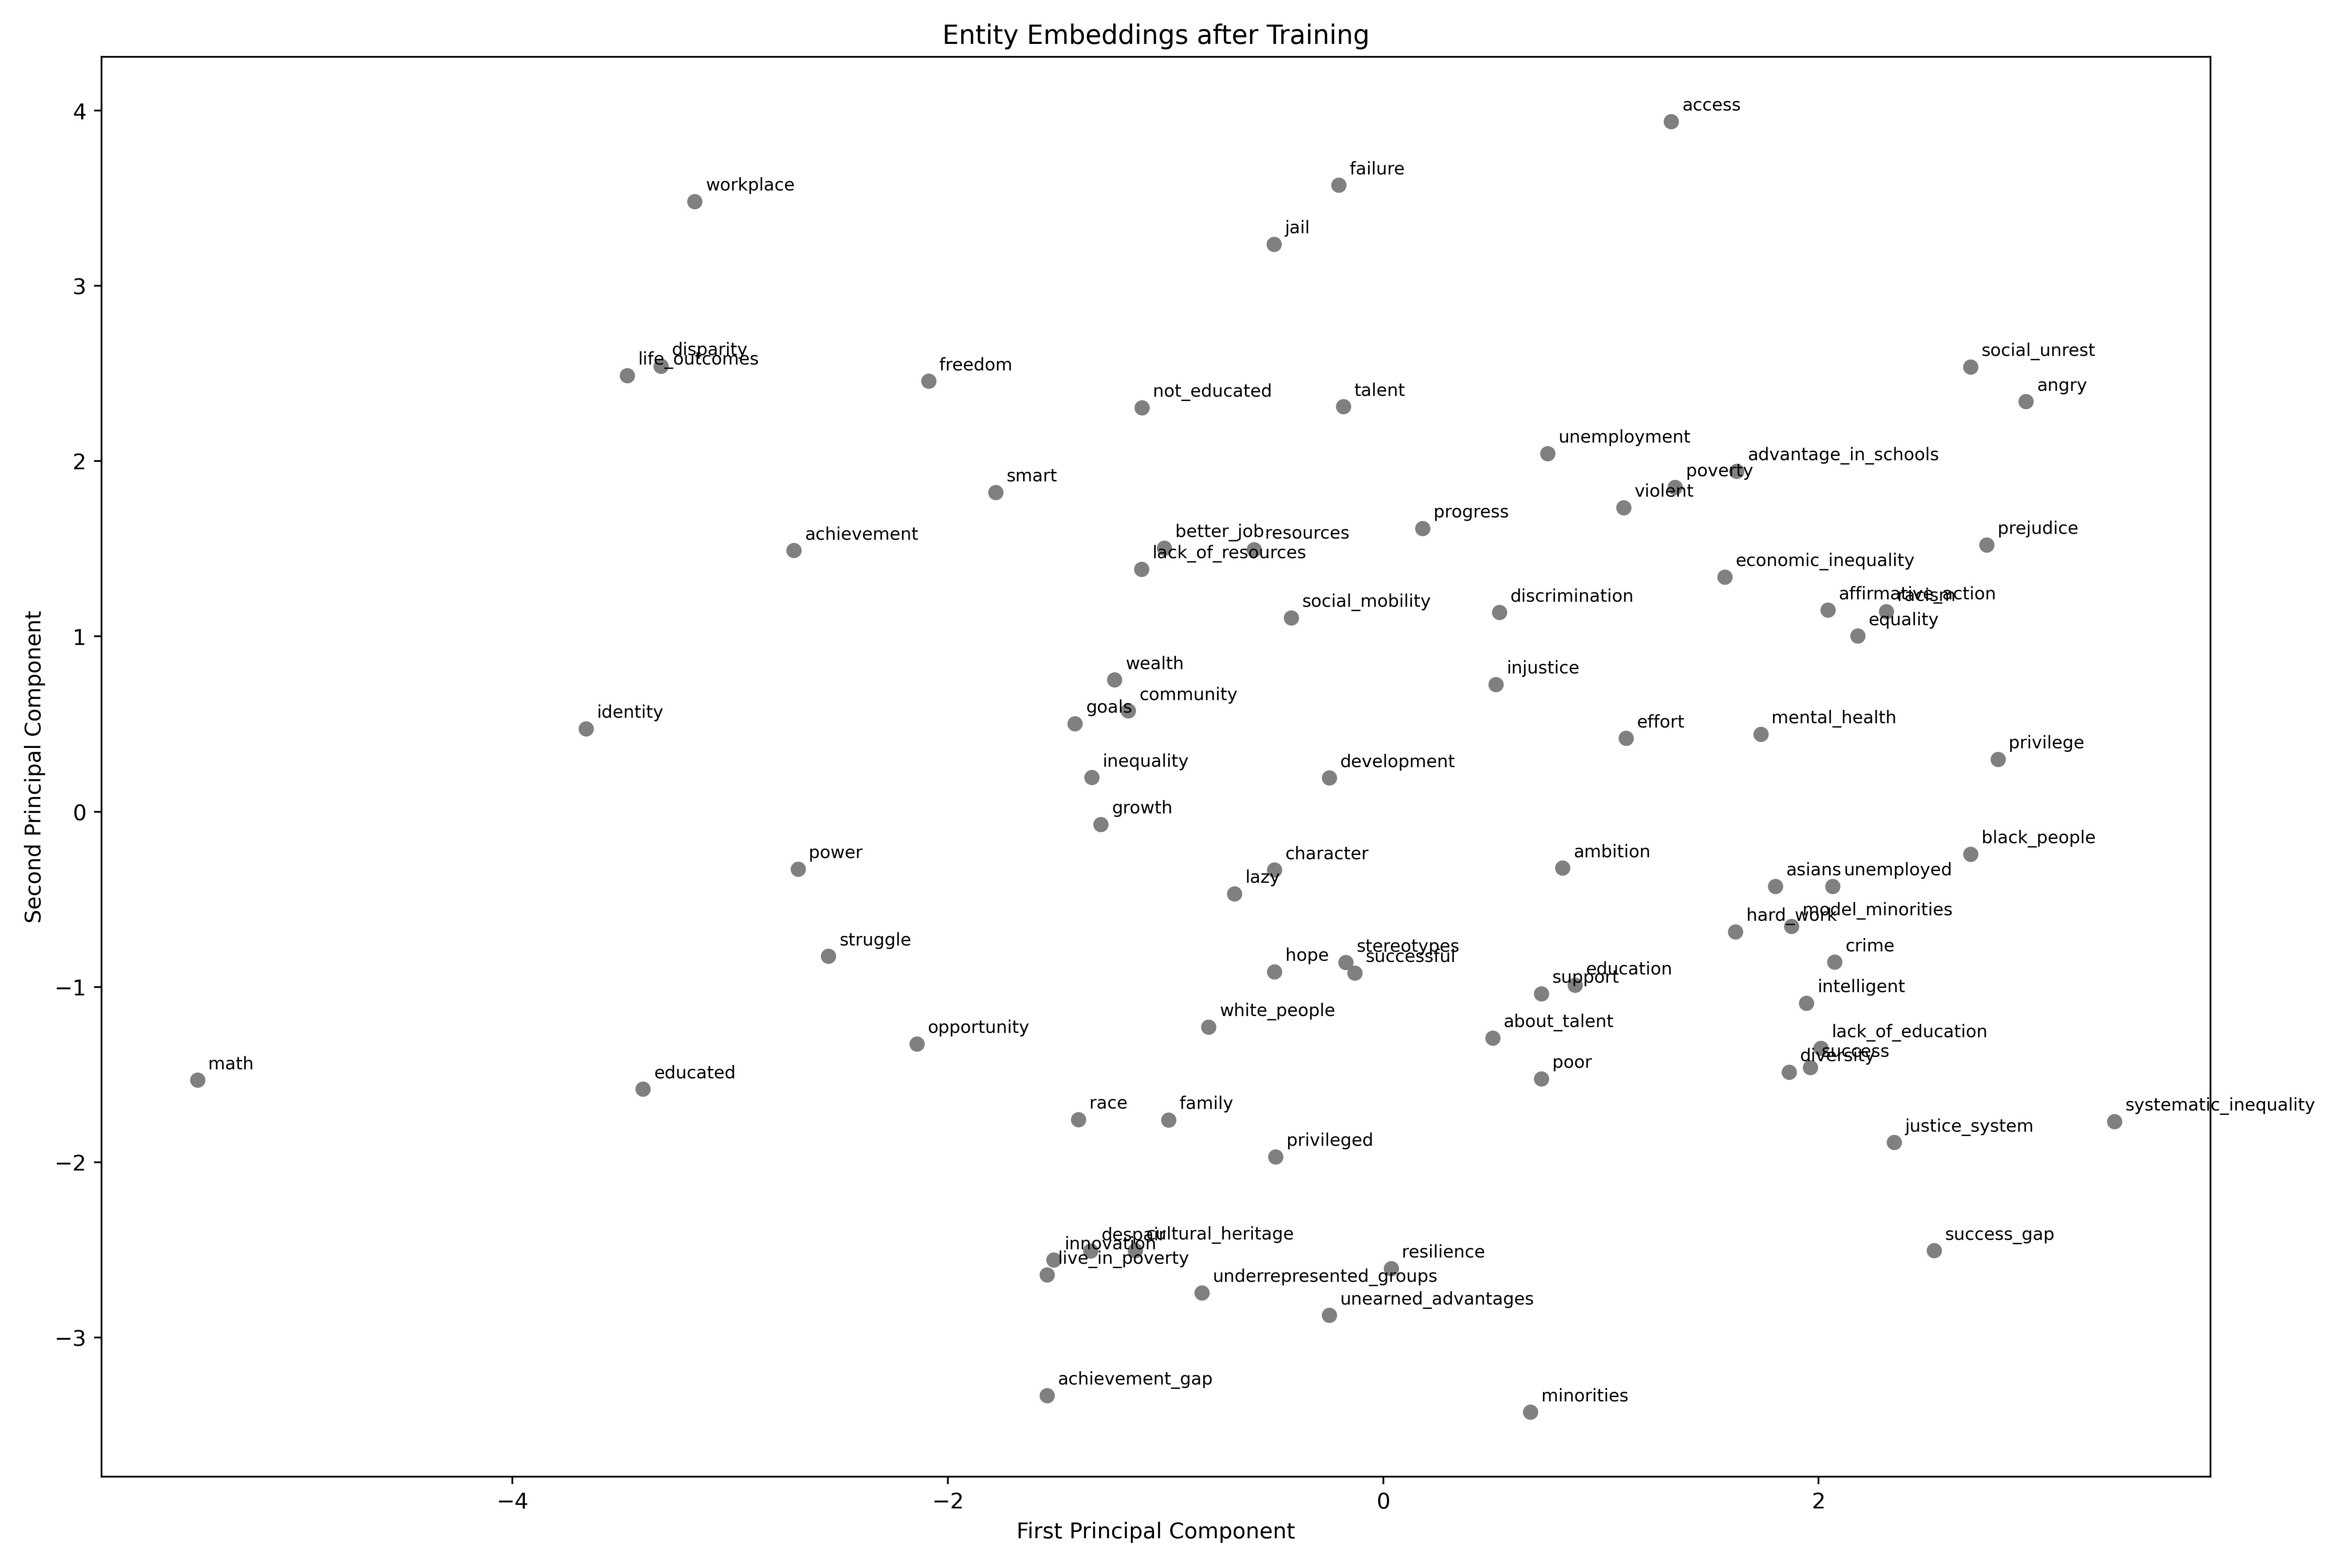 Entity Embeddings after Training
access
failure
workplace
jail
social_unrest
disparity
life_outcomes
freedom
angry
not_educated
talent
unemployment
advantage_in_schools
poverty
smart
violent
progress
achievement
better_job
resources
prejudice
lack_of_resources
economic_inequality
social_mobility
discrimination
affirmative_action
racism
equality
wealth
injustice
community
goals
identity
effort
mental_health
privilege
inequality
development
growth
black_people
power
character
ambition
lazy
asians
unemployed
model_minorities
hard_work
struggle
crime
hope
stereotypes
successful
education
support
intelligent
white_people
about_talent
opportunity
lack_of_education
success
diversity
math
educated
poor
race
family
systematic_inequality
privileged
justice_system
despair
cultural_heritage
innovation
live_in_poverty
resilience
success_gap
underrepresented_groups
unearned_advantages
achievement_gap
minorities
4
3
2
1
0
−1
−2
−3
−4
−2
0
2
First Principal Component
Second Principal Component